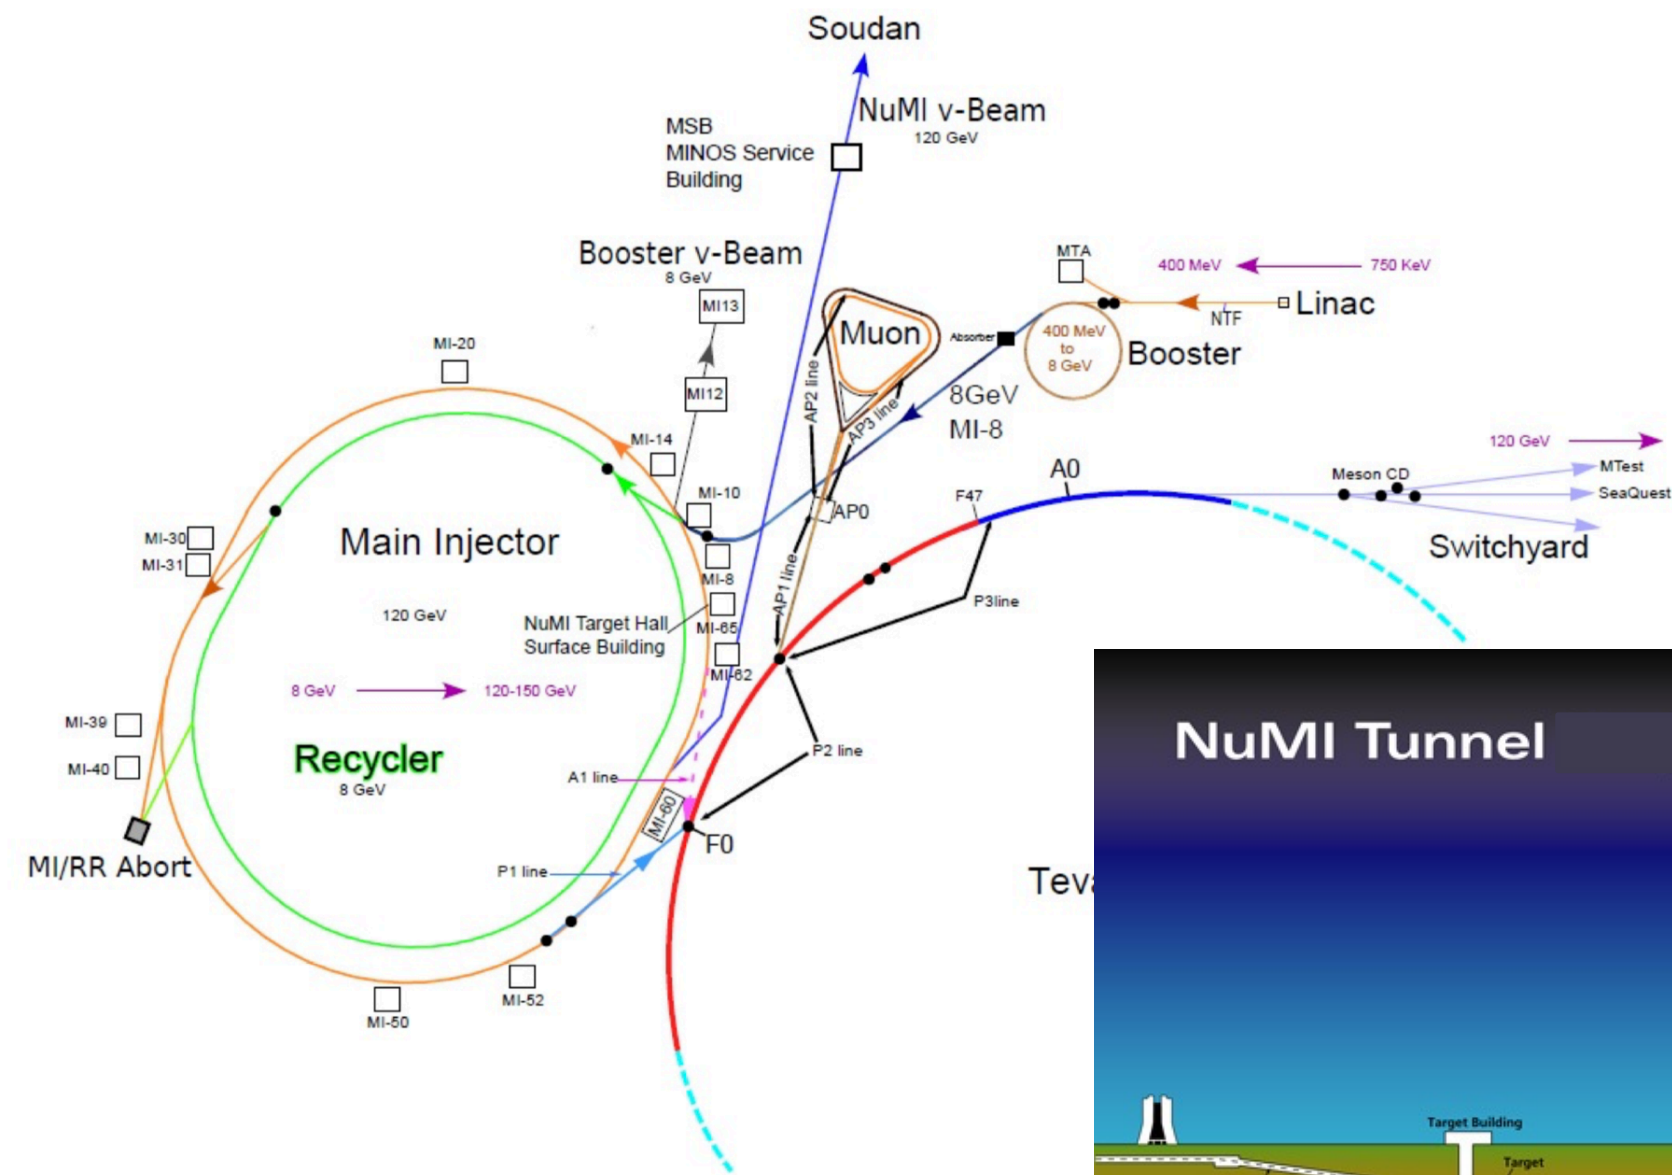 Soudan
NuMI v-Beam
120 GeV
MSB
MINOS Service
Building
Booster v-Beam
8 GeV
MI13
MI12
MTA
400 MeV
750 KeV
Linac
NTF
Muon
Absorber
400 MeV
to
8 GeV
Booster
AP2 line
AP3 line
8GeV
MI-8
MI-20
MI-14
MI-10
120 GeV
Meson CD
MTest
SeaQuest
Switchyard
A0
F47
AP0
MI-30
MI-31
Main Injector
120 GeV
MI-8
AP1 line
P3line
NuMI Target Hall
Surface Building
MI-65
MI-62
8 GeV
120-150 GeV
MI-39
MI-40
Recycler
8 GeV
A1 line
P2 line
MI-60
F0
MI/RR Abort
P1 line
MI-52
MI-50
Teva
NuMI Tunnel
Target Building
Target